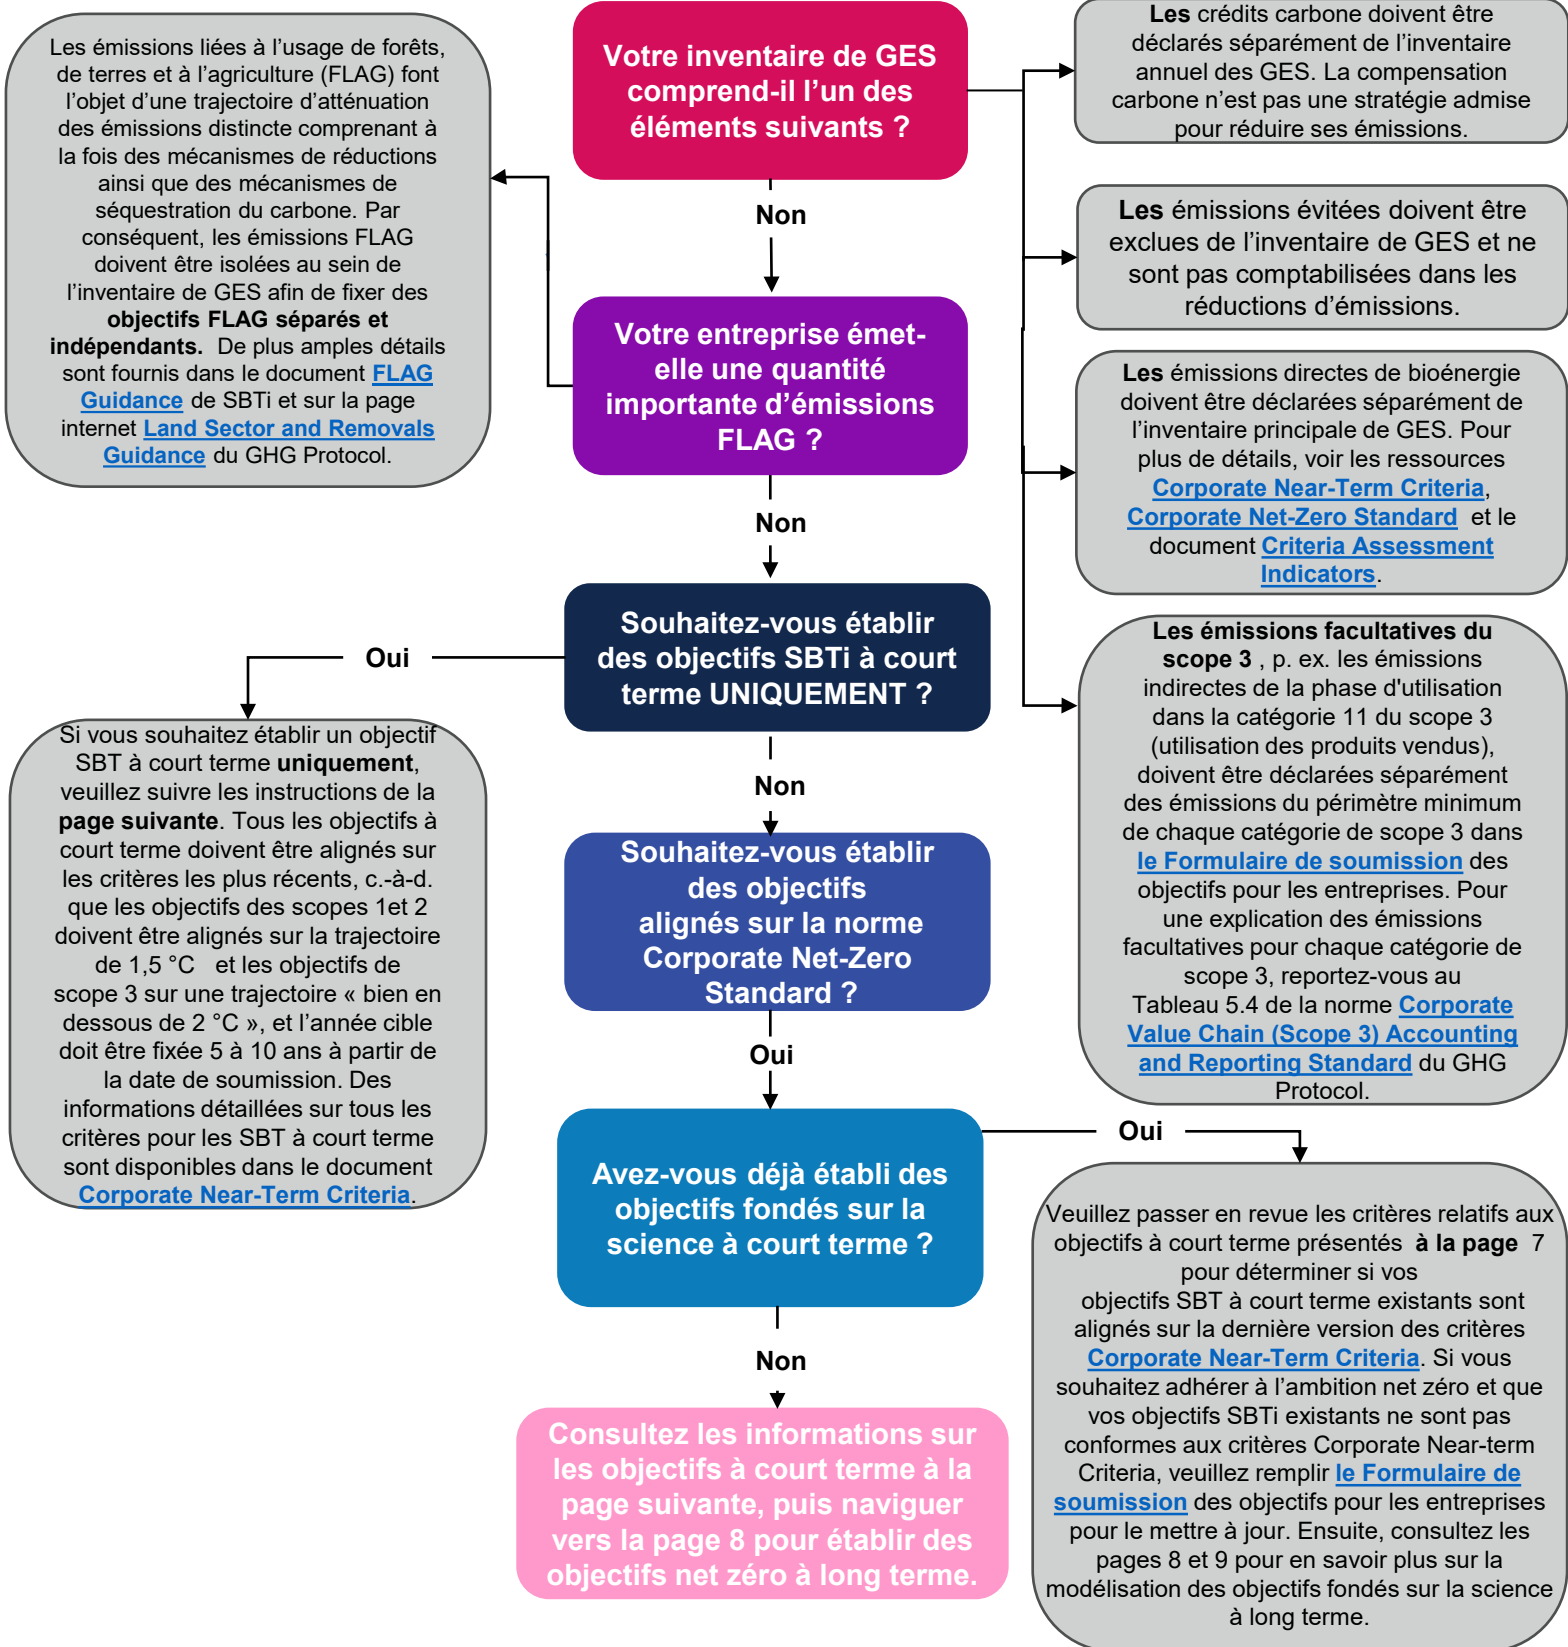 Votre inventaire de GES
comprend-il l’un des
éléments suivants ?
Les crédits carbone doivent être
déclarés séparément de l’inventaire
annuel des GES. La compensation
carbone n’est pas une stratégie admise
pour réduire ses émissions.
Les émissions évitées doivent être
exclues de l’inventaire de GES et ne
sont pas comptabilisées dans les
réductions d’émissions.
Les émissions directes de bioénergie
doivent être déclarées séparément de
l’inventaire principale de GES. Pour
plus de détails, voir les ressources
Corporate Near-Term Criteria,
Corporate Net-Zero Standard et le
document Criteria Assessment
Indicators.
Les émissions facultatives du
scope 3 , p. ex. les émissions
indirectes de la phase d'utilisation
dans la catégorie 11 du scope 3
(utilisation des produits vendus),
doivent être déclarées séparément
des émissions du périmètre minimum
de chaque catégorie de scope 3 dans
le Formulaire de soumission des
objectifs pour les entreprises. Pour
une explication des émissions
facultatives pour chaque catégorie de
scope 3, reportez-vous au
Tableau 5.4 de la norme Corporate
Value Chain (Scope 3) Accounting
and Reporting Standard du GHG
Protocol.
Non
Votre entreprise émet-
elle une quantité
importante d’émissions
FLAG ?
Les émissions liées à l’usage de forêts,
de terres et à l’agriculture (FLAG) font
l’objet d’une trajectoire d’atténuation
des émissions distincte comprenant à
la fois des mécanismes de réductions
ainsi que des mécanismes de
séquestration du carbone. Par
conséquent, les émissions FLAG
doivent être isolées au sein de
l’inventaire de GES afin de fixer des
objectifs FLAG séparés et
indépendants. De plus amples détails
sont fournis dans le document FLAG
Guidance de SBTi et sur la page
internet Land Sector and Removals
Guidance du GHG Protocol.
Non
Souhaitez-vous établir
des objectifs SBTi à court
terme UNIQUEMENT ?
Oui
Si vous souhaitez établir un objectif
SBT à court terme uniquement,
veuillez suivre les instructions de la
page suivante. Tous les objectifs à
court terme doivent être alignés sur
les critères les plus récents, c.-à-d.
que les objectifs des scopes 1et 2
doivent être alignés sur la trajectoire
de 1,5 °C et les objectifs de
scope 3 sur une trajectoire « bien en
dessous de 2 °C », et l’année cible
doit être fixée 5 à 10 ans à partir de
la date de soumission. Des
informations détaillées sur tous les
critères pour les SBT à court terme
sont disponibles dans le document
Corporate Near-Term Criteria.
Non
Souhaitez-vous établir
des objectifs
alignés sur la norme
Corporate Net-Zero
Standard ?
Oui
Avez-vous déjà établi des
objectifs fondés sur la
science à court terme ?
Oui
Veuillez passer en revue les critères relatifs aux
objectifs à court terme présentés à la page 7
pour déterminer si vos
objectifs SBT à court terme existants sont
alignés sur la dernière version des critères
Corporate Near-Term Criteria. Si vous
souhaitez adhérer à l’ambition net zéro et que
vos objectifs SBTi existants ne sont pas
conformes aux critères Corporate Near-term
Criteria, veuillez remplir le Formulaire de
soumission des objectifs pour les entreprises
pour le mettre à jour. Ensuite, consultez les
pages 8 et 9 pour en savoir plus sur la
modélisation des objectifs fondés sur la science
à long terme.
Non
Consultez les informations sur
les objectifs à court terme à la
page suivante, puis naviguer
vers la page 8 pour établir des
objectifs net zéro à long terme.